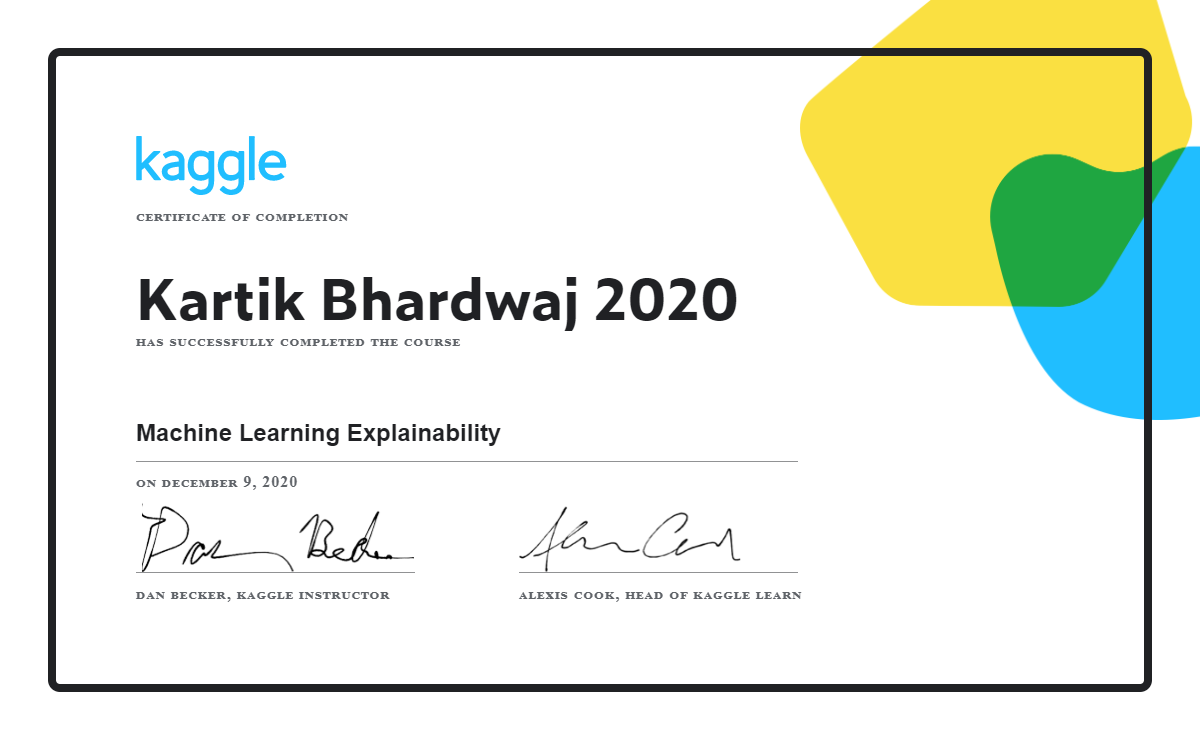 kaggle
CERTIFICATE OF COMPLETION
Kartik Bhardwaj 2020
HAS SUCCESSFULLY COMPLETED THE COURSE
Machine Learning Explainability
ON DECEMBER 9, 2020
Dan Becker
Alexis Cook
DAN BECKER, KAGGLE INSTRUCTOR
ALEXIS COOK, HEAD OF KAGGLE LEARN